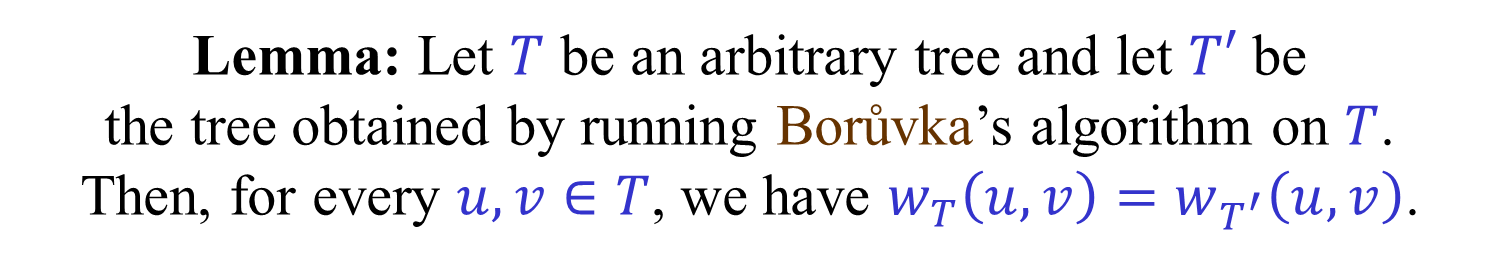 Lemma: Let T be an arbitrary tree and let T′ be
the tree obtained by running Borůvka’s algorithm on T.
Then, for every u, v ∈ T, we have w_T(u, v) = w_{T′}(u, v).